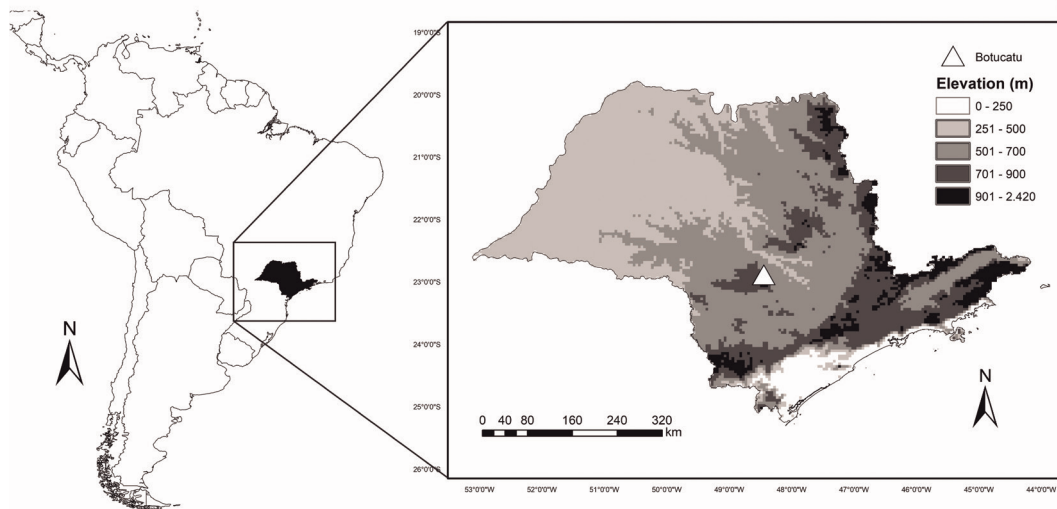 N
19°0'0"S
20°0'0"S
21°0'0"S
22°0'0"S
23°0'0"S
24°0'0"S
25°0'0"S
26°0'0"S
Botucatu
Elevation (m)
0 - 250
251 - 500
501 - 700
701 - 900
901 - 2.420
N
0 40 80 160 240 320
km
53°0'0"W 52°0'0"W 51°0'0"W 50°0'0"W 49°0'0"W 48°0'0"W 47°0'0"W 46°0'0"W 45°0'0"W 44°0'0"W